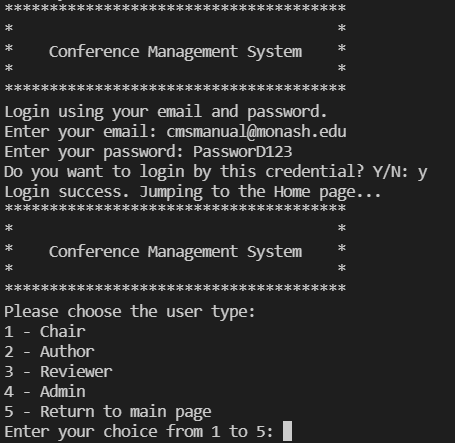 *************************************
*                                   *
*    Conference Management System   *
*                                   *
*************************************
Login using your email and password.
Enter your email: cmsmanual@monash.edu
Enter your password: PassworD123
Do you want to login by this credential? Y/N: y
Login success. Jumping to the Home page...
*************************************
*                                   *
*    Conference Management System   *
*                                   *
*************************************
Please choose the user type:
1 - Chair
2 - Author
3 - Reviewer
4 - Admin
5 - Return to main page
Enter your choice from 1 to 5: